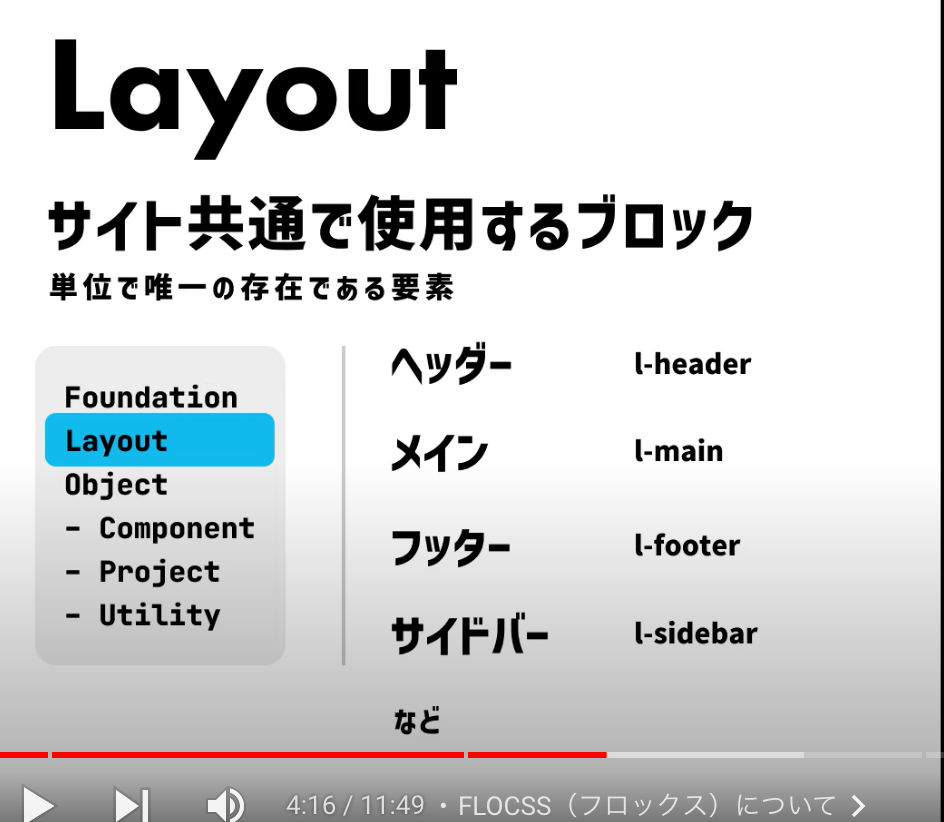 Layout
サイト共通で使用するブロック
単位で唯一の存在である要素
Foundation
Layout
Object
- Component
- Project
- Utility
ヘッダー l-header
メイン l-main
フッター l-footer
サイドバー l-sidebar
など
4:16 / 11:49 • FLOCSS（フロックス）について